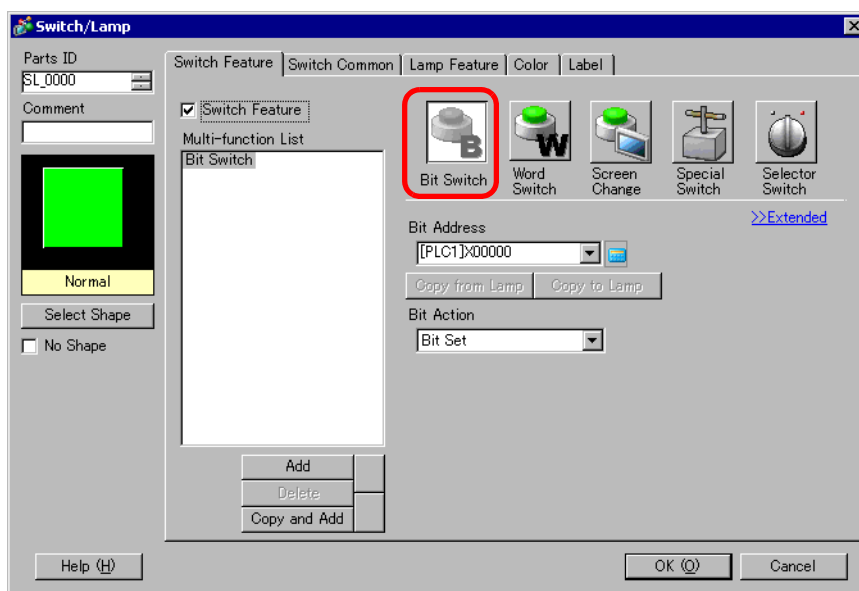 Switch/Lamp
Parts ID
SL_0000
Comment
Normal
Select Shape
No Shape
Switch Feature
Switch Common
Lamp Feature
Color
Label
Switch Feature
Multi-function List
Bit Switch
Add
Delete
Copy and Add
B
W
Bit Switch
Word
Switch
Screen
Change
Special
Switch
Selector
Switch
>>Extended
Bit Address
[PLC1]X00000
Copy from Lamp
Copy to Lamp
Bit Action
Bit Set
Help (H)
OK (O)
Cancel